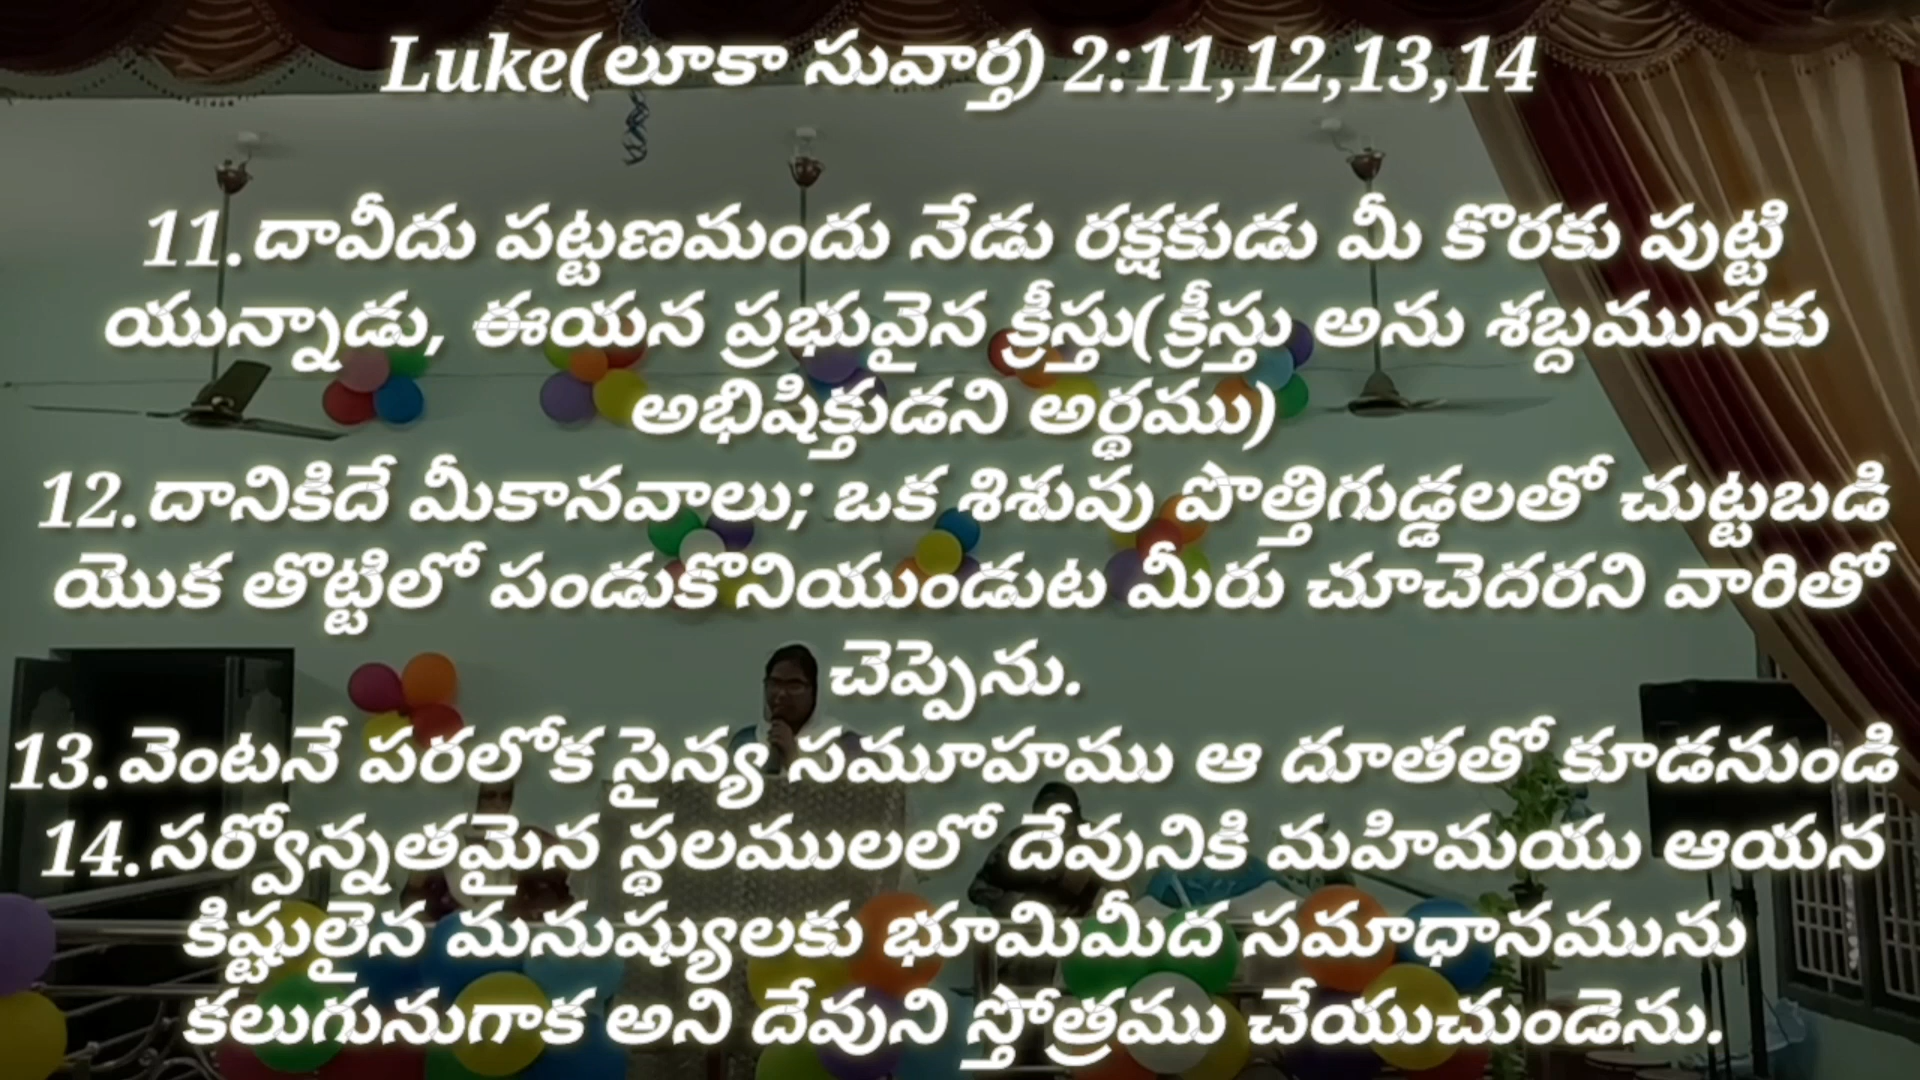 Luke(లూకా సువార్త) 2:11,12,13,14
11.దావీదు పట్టణమందు నేడు రక్షకుడు మీ కొరకు పుట్టి
యున్నాడు, ఈయన ప్రభువైన క్రీస్తు(క్రీస్తు అను శబ్దమునకు
అభిషిక్తుడని అర్థము)
12.దానికిదే మీకానవాలు; ఒక శిశువు పొత్తిగుడ్డలతో చుట్టబడి
యొక తొట్టిలో పండుకొనియుండుట మీరు చూచెదరని వారితో
చెప్పెను.
13.వెంటనే పరలోక సైన్య సమూహము ఆ దూతతో కూడనుండి
14.సర్వోన్నతమైన స్థలములలో దేవునికి మహిమయు ఆయన
కిష్టులైన మనుష్యులకు భూమిమీద సమాధానమును
కలుగునుగాక అని దేవుని స్తోత్రము చేయుచుండెను.